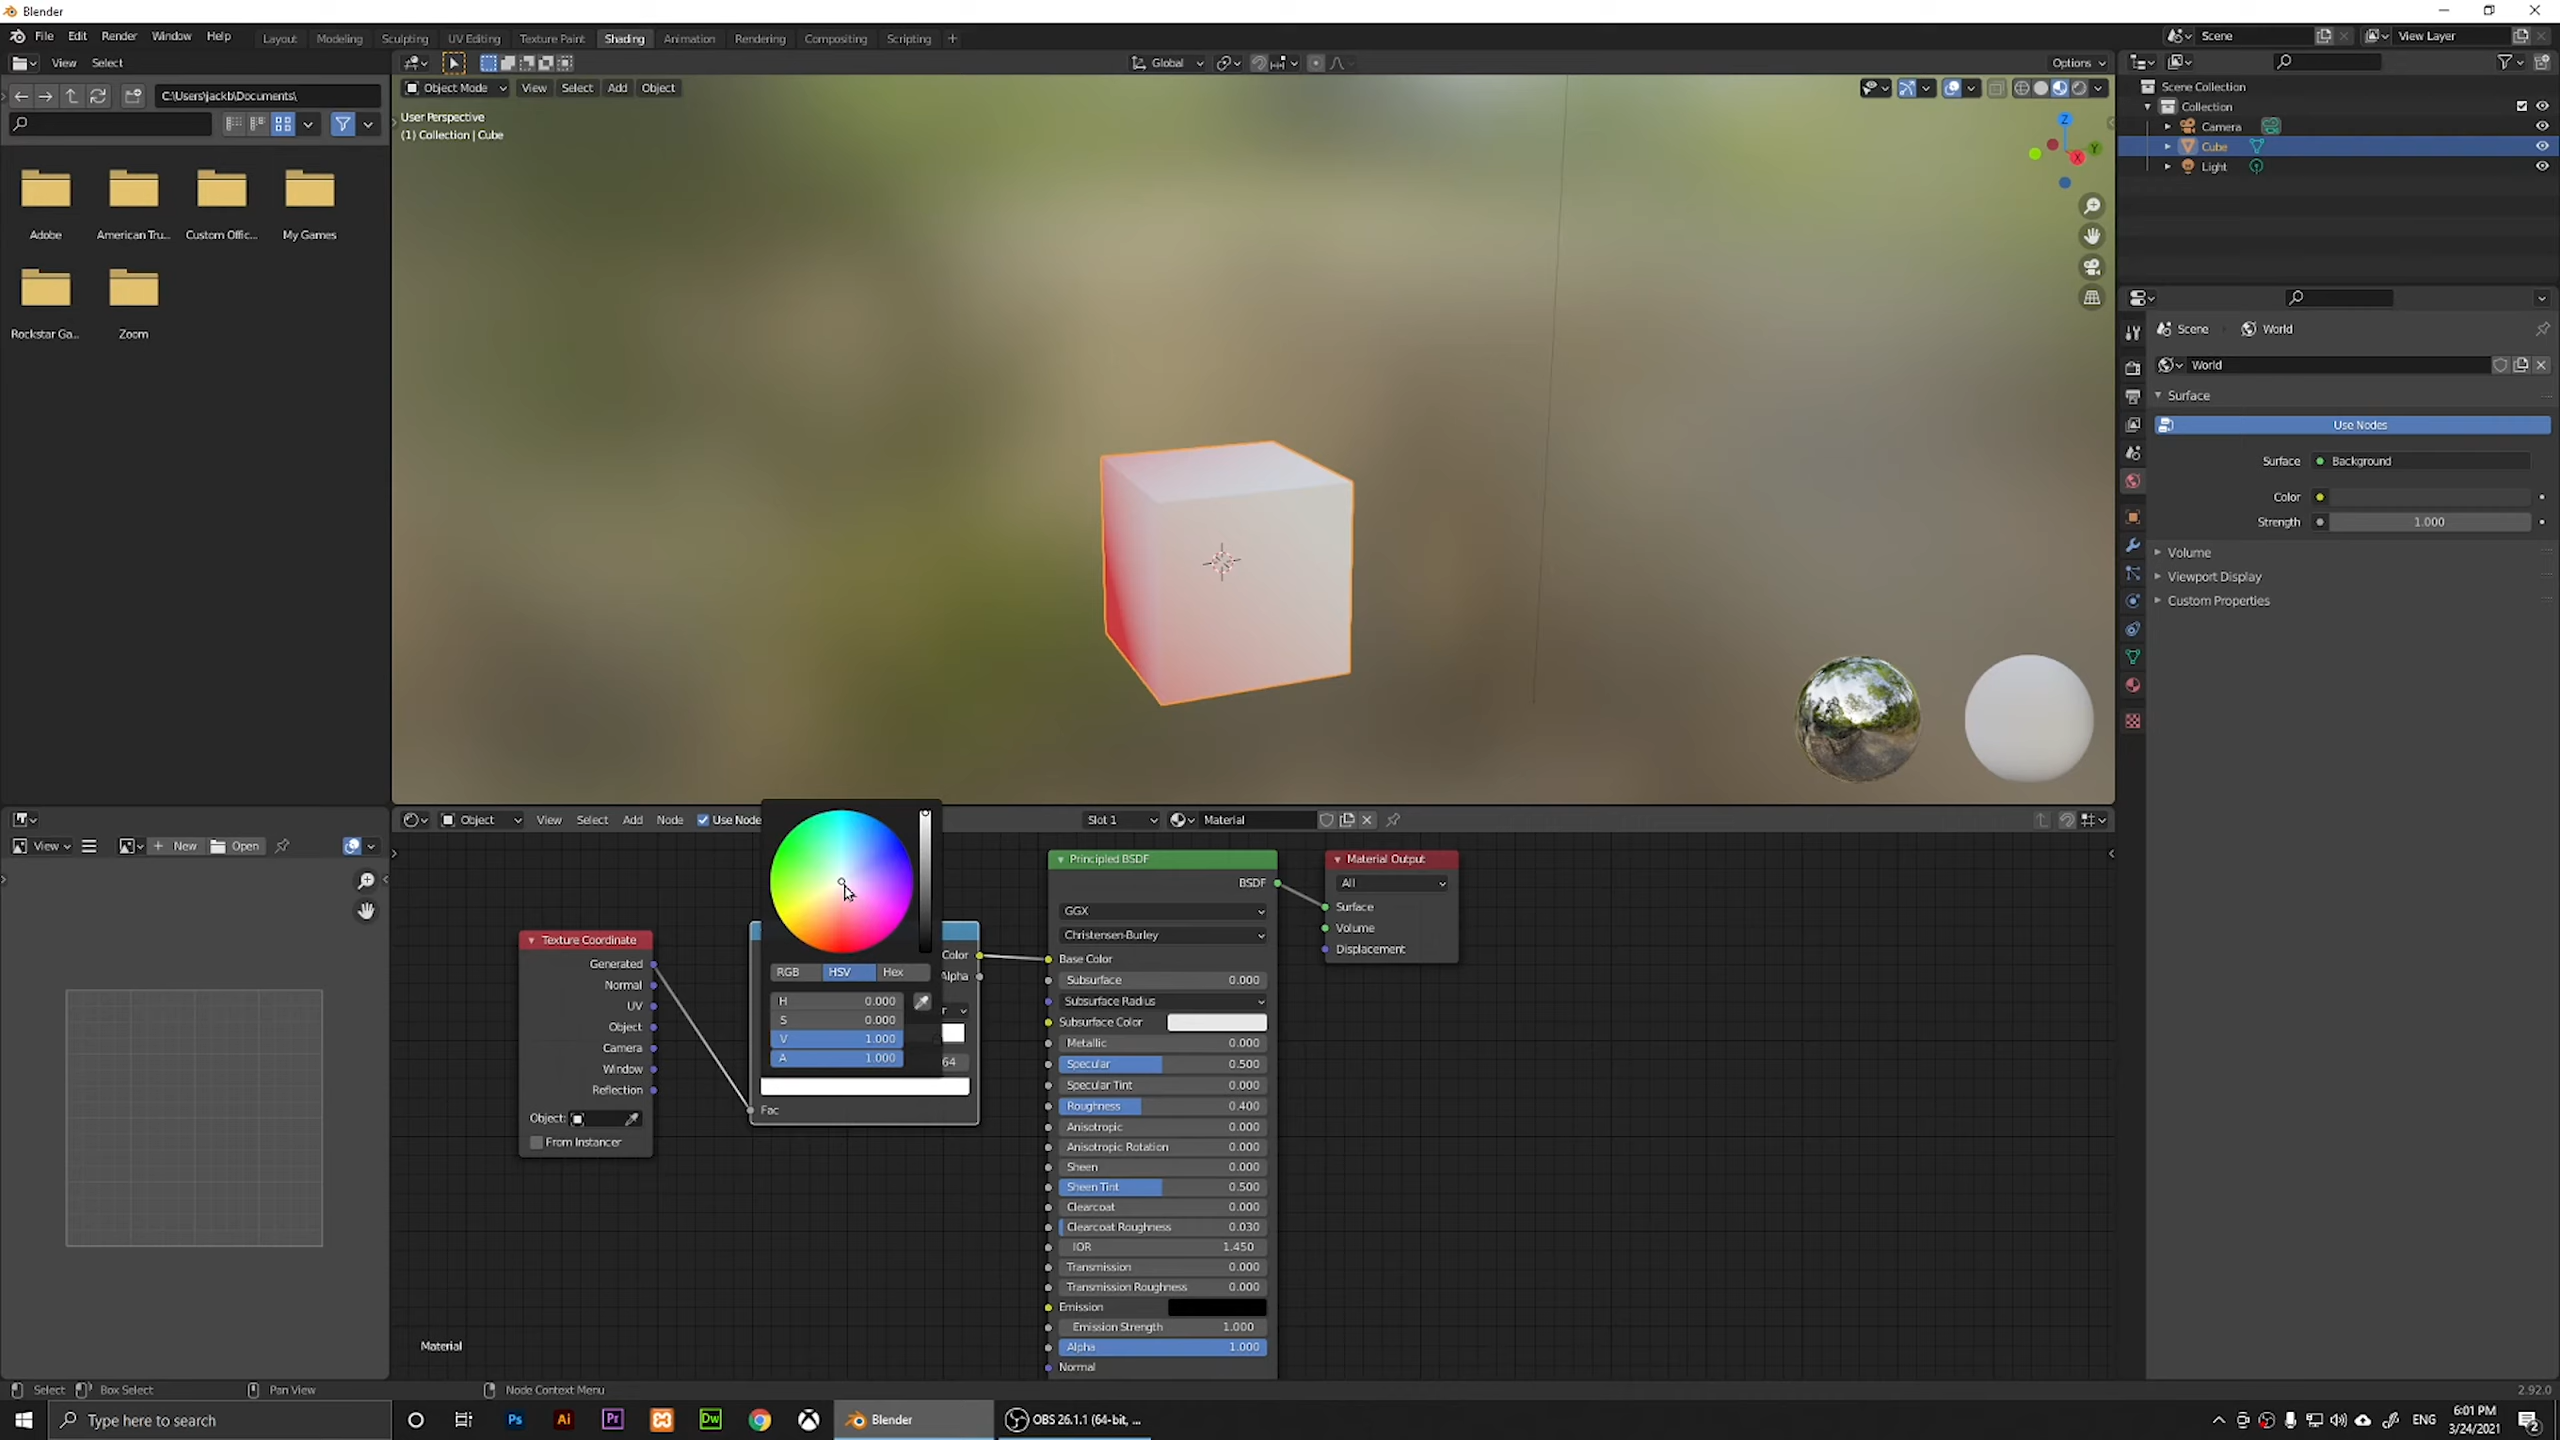 Blender
File Edit Render Window Help
Layout Modeling Sculpting UV Editing Texture Paint Shading Animation Rendering Compositing Scripting +
Scene
View Layer
View Select
Global
Options
C:\Users\jackb\Documents\
Object Mode View Select Add Object
User Perspective
(1) Collection | Cube
Z
Y
X
Adobe
American Tru...
Custom Offic...
My Games
Rockstar Ga...
Zoom
Scene Collection
Collection
Camera
Cube
Light
Scene World
World
Surface
Use Nodes
Surface Background
Color
Strength 1.000
Volume
Viewport Display
Custom Properties
View New Open
Object View Select Add Node Use Node
Slot 1
Material
Texture Coordinate
Generated
Normal
UV
Object
Camera
Window
Reflection
Object:
From Instancer
RGB HSV Hex
H 0.000
S 0.000
V 1.000
A 1.000
Color
Alpha
r
64
Fac
Principled BSDF
BSDF
GGX
Christensen-Burley
Base Color
Subsurface 0.000
Subsurface Radius
Subsurface Color
Metallic 0.000
Specular 0.500
Specular Tint 0.000
Roughness 0.400
Anisotropic 0.000
Anisotropic Rotation 0.000
Sheen 0.000
Sheen Tint 0.500
Clearcoat 0.000
Clearcoat Roughness 0.030
IOR 1.450
Transmission 0.000
Transmission Roughness 0.000
Emission
Emission Strength 1.000
Alpha 1.000
Normal
Material Output
All
Surface
Volume
Displacement
Material
Select Box Select Pan View Node Context Menu
2.92.0
Type here to search
Ps
Ai
Pr
Dw
Blender
OBS 26.1.1 (64-bit, ...
ENG
6:01 PM
3/24/2021
2